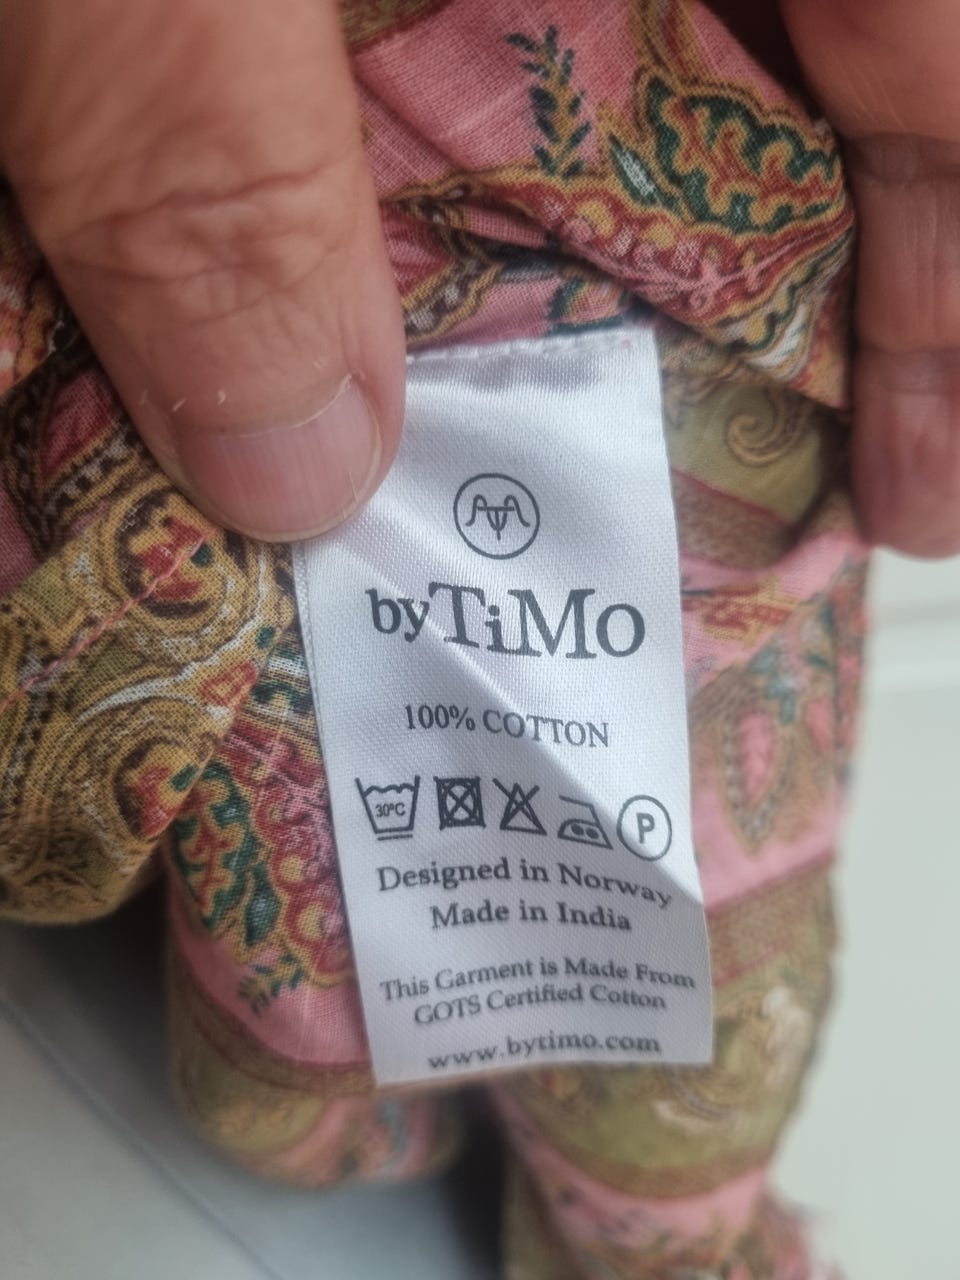 byTiMo
100% COTTON
30°C P
Designed in Norway
Made in India
This Garment is Made From
GOTS Certified Cotton
www.bytimo.com